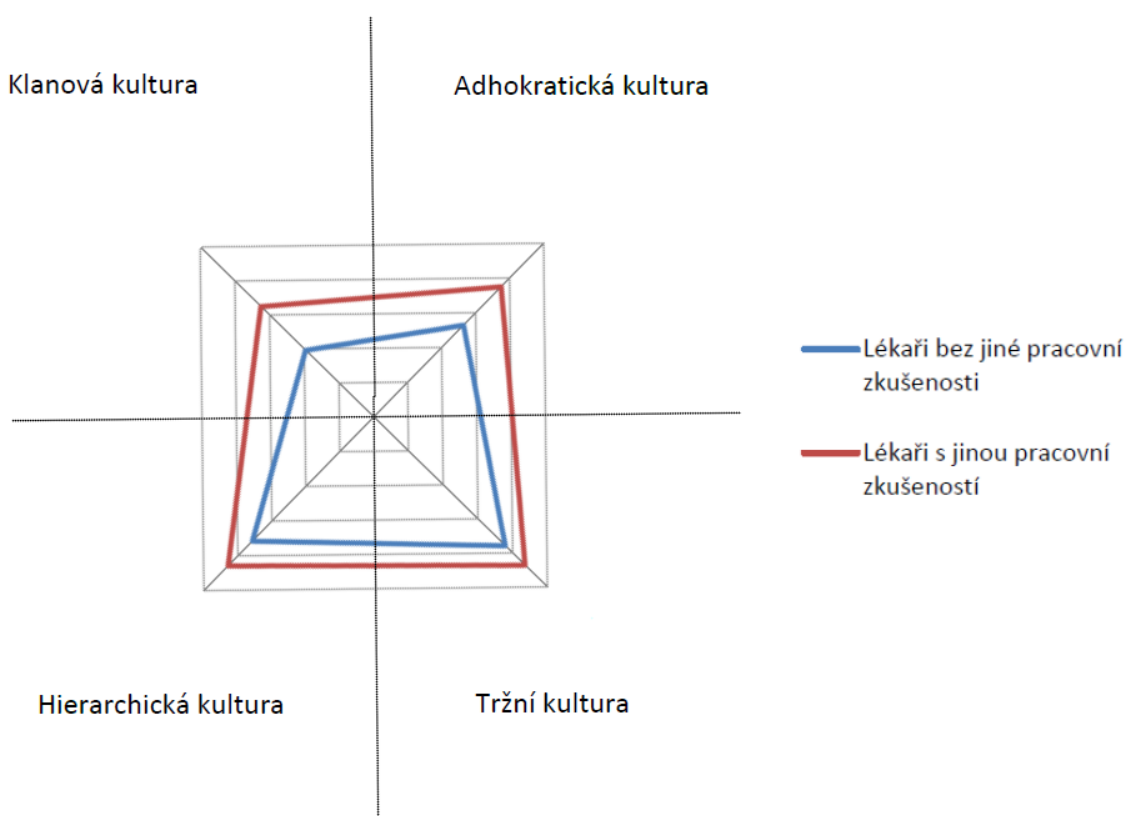 Klanová kultura
Adhokratická kultura
Lékaři bez jiné pracovní
zkušenosti
Lékaři s jinou pracovní
zkušeností
Hierarchická kultura
Tržní kultura